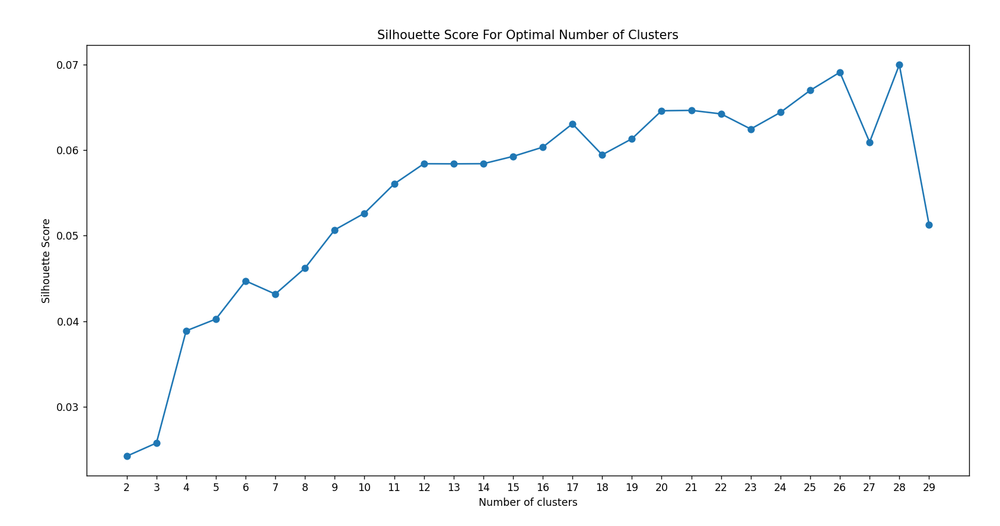 Silhouette Score For Optimal Number of Clusters
0.07
0.06
0.05
0.04
0.03
Silhouette Score
2 3 4 5 6 7 8 9 10 11 12 13 14 15 16 17 18 19 20 21 22 23 24 25 26 27 28 29
Number of clusters